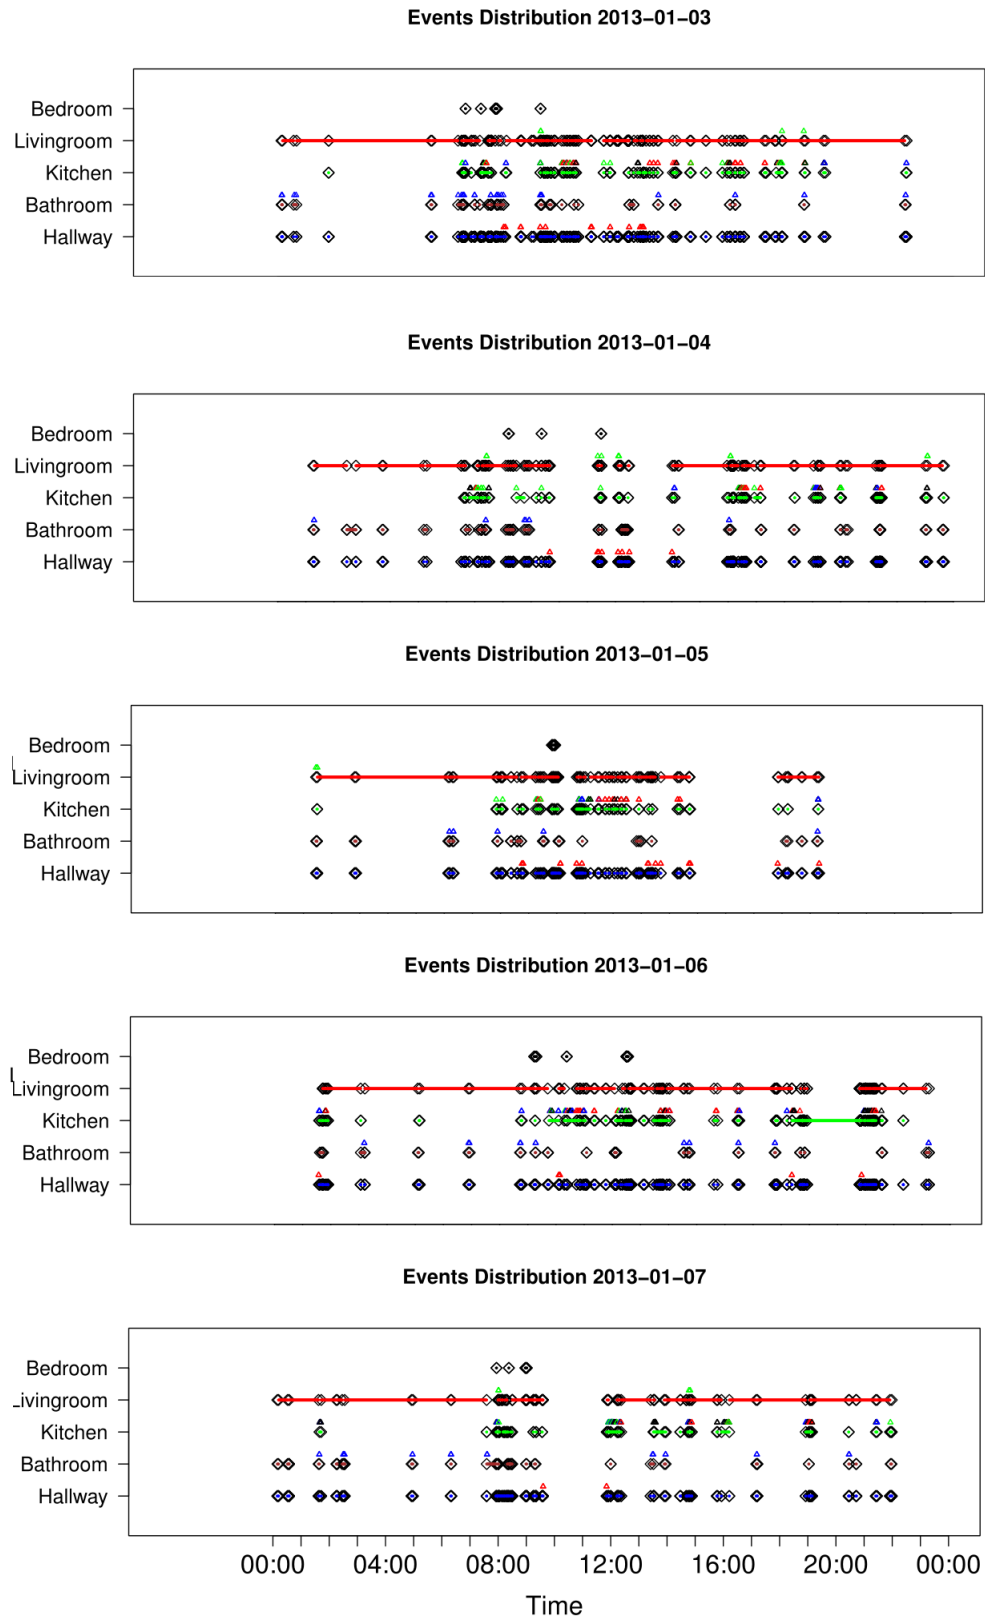 Events Distribution 2013−01−03
Bedroom
Livingroom
Kitchen
Bathroom
Hallway
Events Distribution 2013−01−04
Bedroom
Livingroom
Kitchen
Bathroom
Hallway
Events Distribution 2013−01−05
Bedroom
Livingroom
Kitchen
Bathroom
Hallway
Events Distribution 2013−01−06
Bedroom
Livingroom
Kitchen
Bathroom
Hallway
Events Distribution 2013−01−07
Bedroom
Livingroom
Kitchen
Bathroom
Hallway
00:00 04:00 08:00 12:00 16:00 20:00 00:00
Time